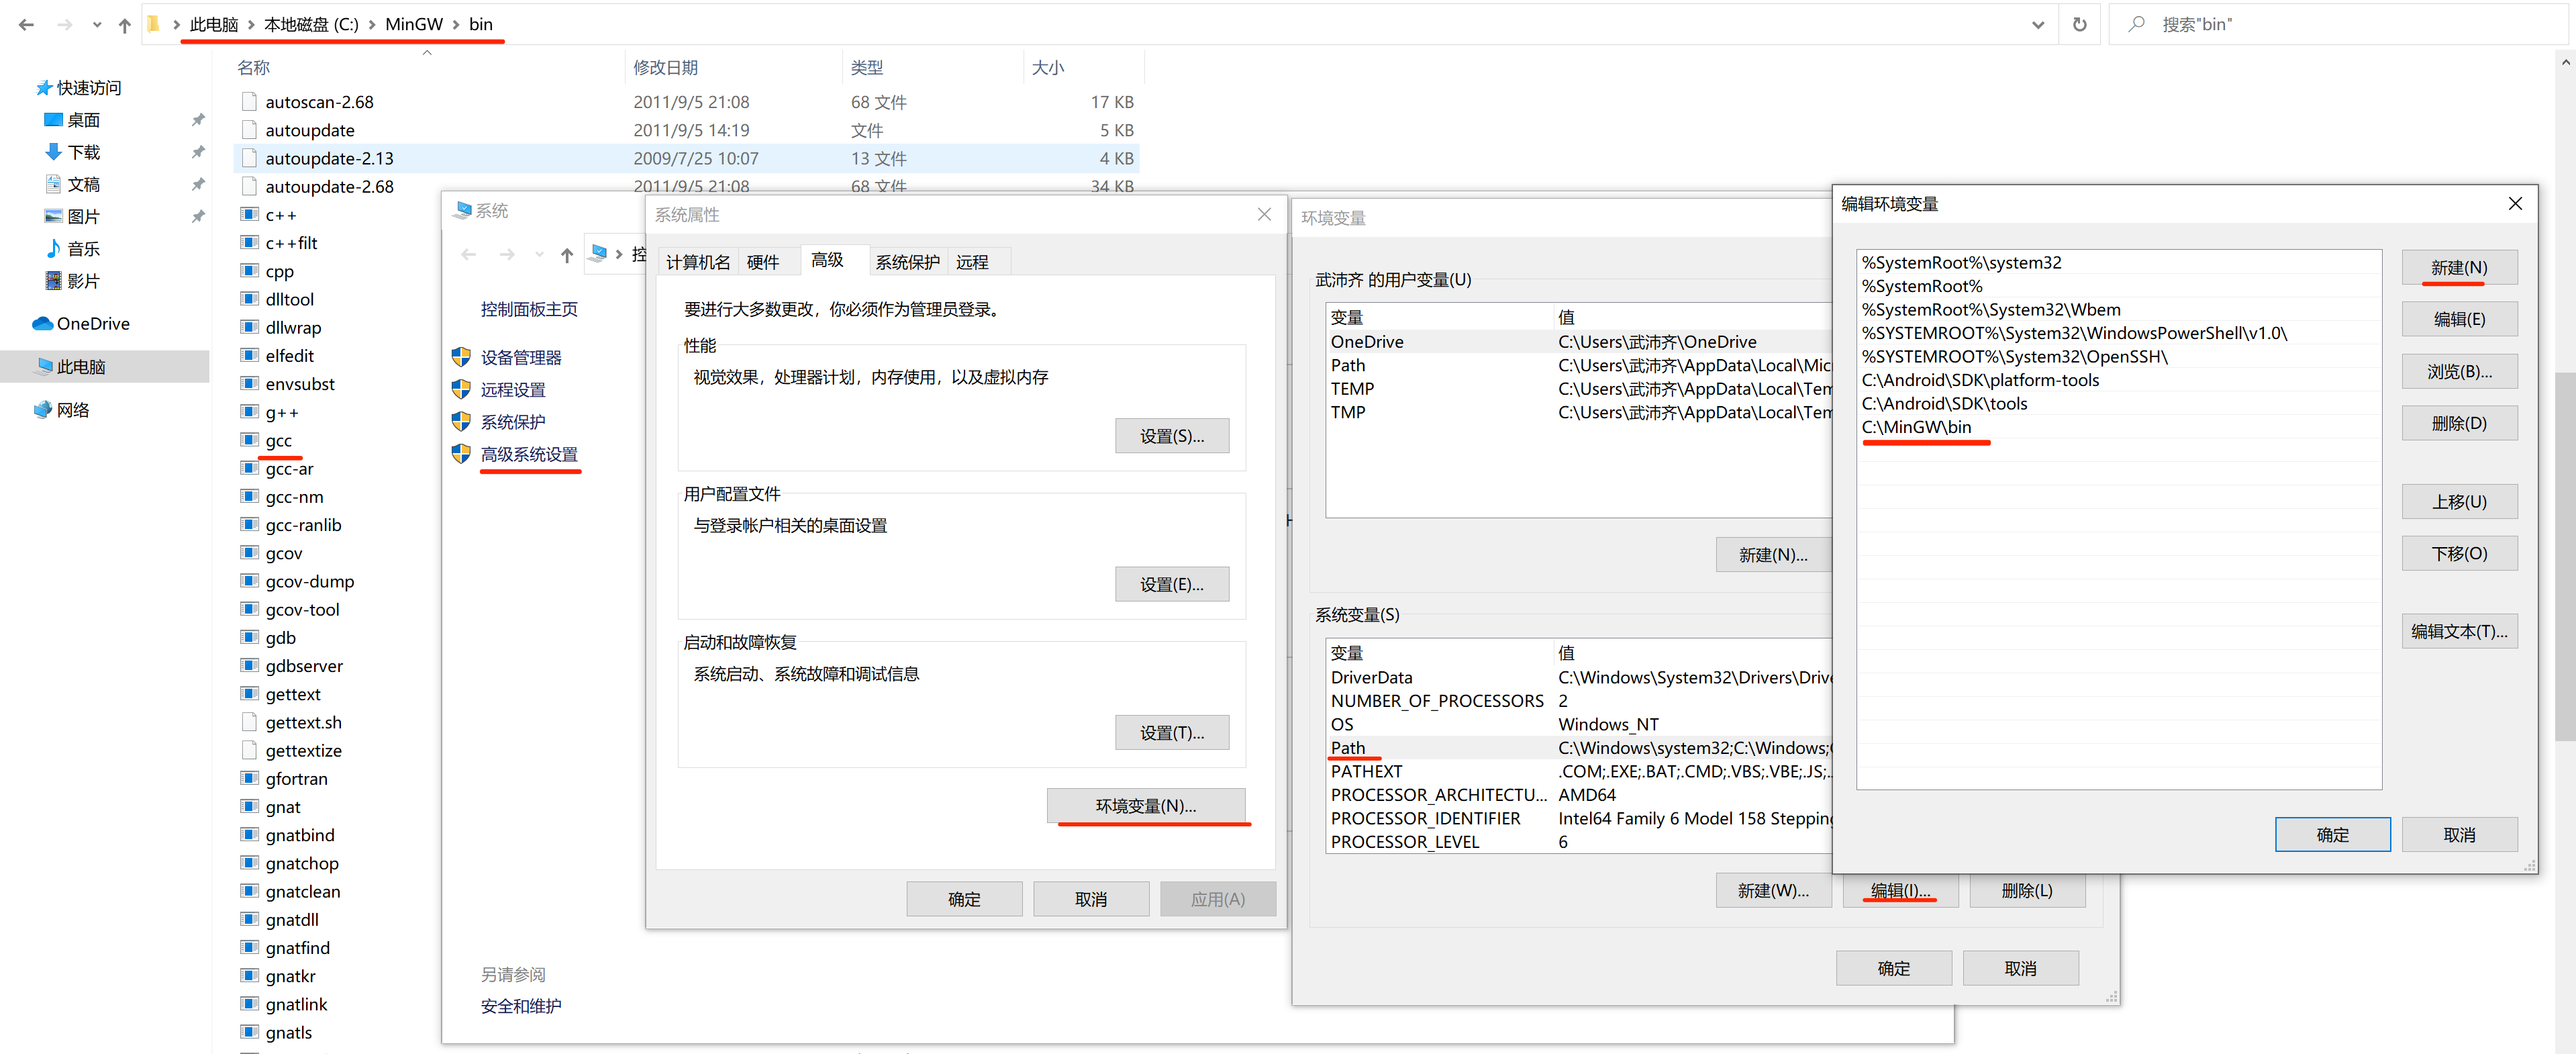 此电脑 > 本地磁盘 (C:) > MinGW > bin
搜索"bin"
名称 修改日期 类型 大小
快速访问
桌面
下载
文稿
图片
音乐
影片
OneDrive
此电脑
网络
autoscan-2.68 2011/9/5 21:08 68 文件 17 KB
autoupdate 2011/9/5 14:19 文件 5 KB
autoupdate-2.13 2009/7/25 10:07 13 文件 4 KB
autoupdate-2.68 2011/9/5 21:08 68 文件 34 KB
c++
c++filt
cpp
dlltool
dllwrap
elfedit
envsubst
g++
gcc
gcc-ar
gcc-nm
gcc-ranlib
gcov
gcov-dump
gcov-tool
gdb
gdbserver
gettext
gettext.sh
gettextize
gfortran
gnat
gnatbind
gnatchop
gnatclean
gnatdll
gnatfind
gnatkr
gnatlink
gnatls
系统
控
控制面板主页
设备管理器
远程设置
系统保护
高级系统设置
另请参阅
安全和维护
系统属性
计算机名 硬件 高级 系统保护 远程
要进行大多数更改，你必须作为管理员登录。
性能
视觉效果，处理器计划，内存使用，以及虚拟内存
设置(S)...
用户配置文件
与登录帐户相关的桌面设置
设置(E)...
启动和故障恢复
系统启动、系统故障和调试信息
设置(T)...
环境变量(N)...
确定 取消 应用(A)
环境变量
武沛齐 的用户变量(U)
变量 值
OneDrive C:\Users\武沛齐\OneDrive
Path C:\Users\武沛齐\AppData\Local\Mic
TEMP C:\Users\武沛齐\AppData\Local\Tem
TMP C:\Users\武沛齐\AppData\Local\Tem
新建(N)...
系统变量(S)
变量 值
DriverData C:\Windows\System32\Drivers\Drive
NUMBER_OF_PROCESSORS 2
OS Windows_NT
Path C:\Windows\system32;C:\Windows;
PATHEXT .COM;.EXE;.BAT;.CMD;.VBS;.VBE;.JS;.
PROCESSOR_ARCHITECTU... AMD64
PROCESSOR_IDENTIFIER Intel64 Family 6 Model 158 Stepping
PROCESSOR_LEVEL 6
新建(W)... 编辑(I)... 删除(L)
确定 取消
编辑环境变量
%SystemRoot%\system32
%SystemRoot%
%SystemRoot%\System32\Wbem
%SYSTEMROOT%\System32\WindowsPowerShell\v1.0\
%SYSTEMROOT%\System32\OpenSSH\
C:\Android\SDK\platform-tools
C:\Android\SDK\tools
C:\MinGW\bin
新建(N)
编辑(E)
浏览(B)...
删除(D)
上移(U)
下移(O)
编辑文本(T)...
确定 取消